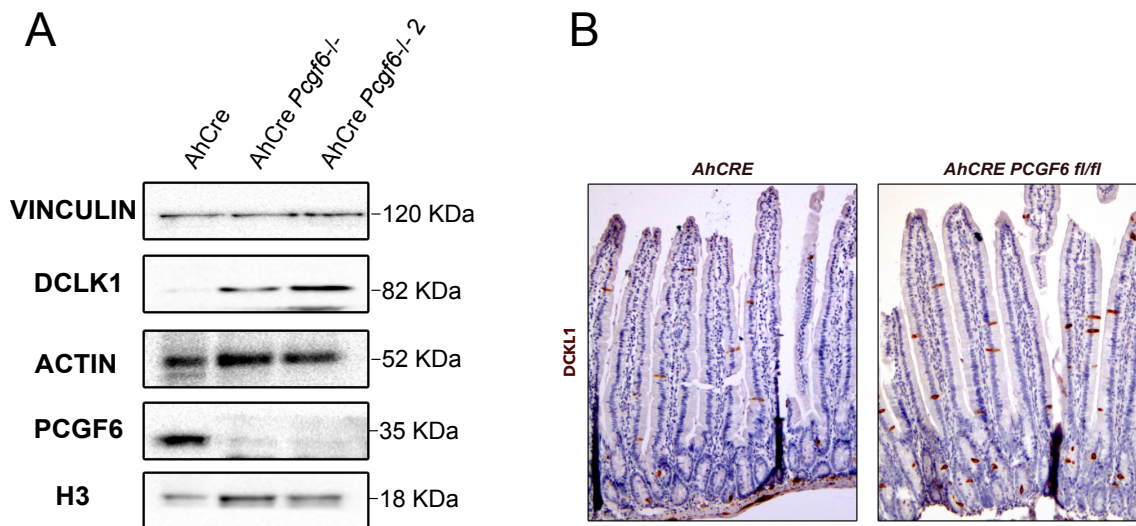 A
B
AhCre
AhCre Pcgf6-/-
AhCre Pcgf6-/- 2
VINCULIN
120 KDa
DCLK1
82 KDa
ACTIN
52 KDa
PCGF6
35 KDa
H3
18 KDa
AhCRE
AhCRE PCGF6 fl/fl
DCKL1